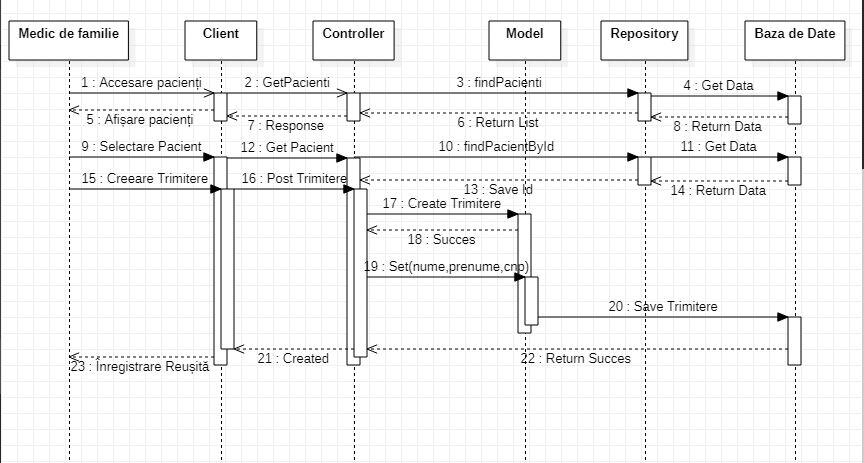 Medic de familie
Client
Controller
Model
Repository
Baza de Date
1 : Accesare pacienți
2 : GetPacienti
3 : findPacienti
4 : Get Data
5 : Afișare pacienți
7 : Response
6 : Return List
8 : Return Data
9 : Selectare Pacient
12 : Get Pacient
10 : findPacientById
11 : Get Data
15 : Creeare Trimitere
16 : Post Trimitere
13 : Save Id
14 : Return Data
17 : Create Trimitere
18 : Succes
19 : Set(nume,prenume,cnp)
20 : Save Trimitere
21 : Created
22 : Return Succes
23 : Înregistrare Reușită